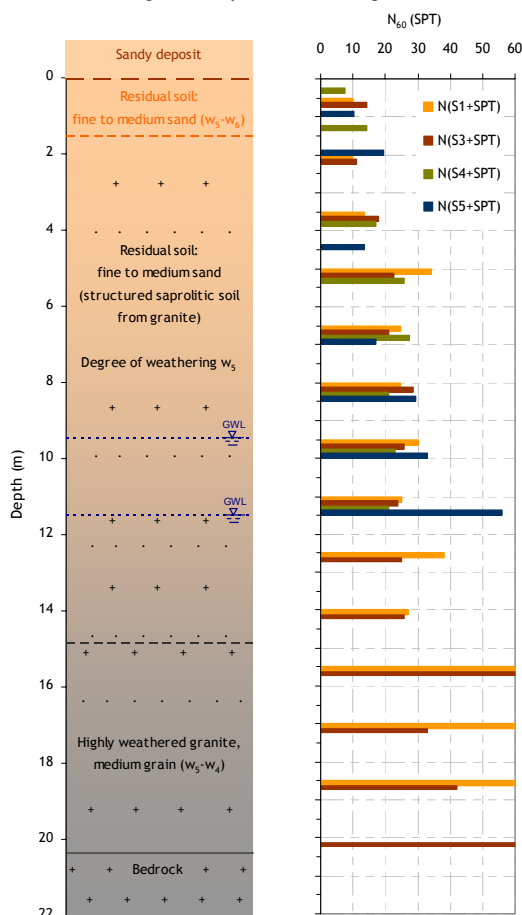 N60 (SPT)
0 10 20 30 40 50 60
Sandy deposit
0
Residual soil:
fine to medium sand (w5-w6)
2
4
Residual soil:
fine to medium sand
(structured saprolitic soil
from granite)
6
Degree of weathering w5
8
GWL
10
GWL
12
14
16
Highly weathered granite,
medium grain (w5-w4)
18
20
Bedrock
22
Depth (m)
N(S1+SPT)
N(S3+SPT)
N(S4+SPT)
N(S5+SPT)